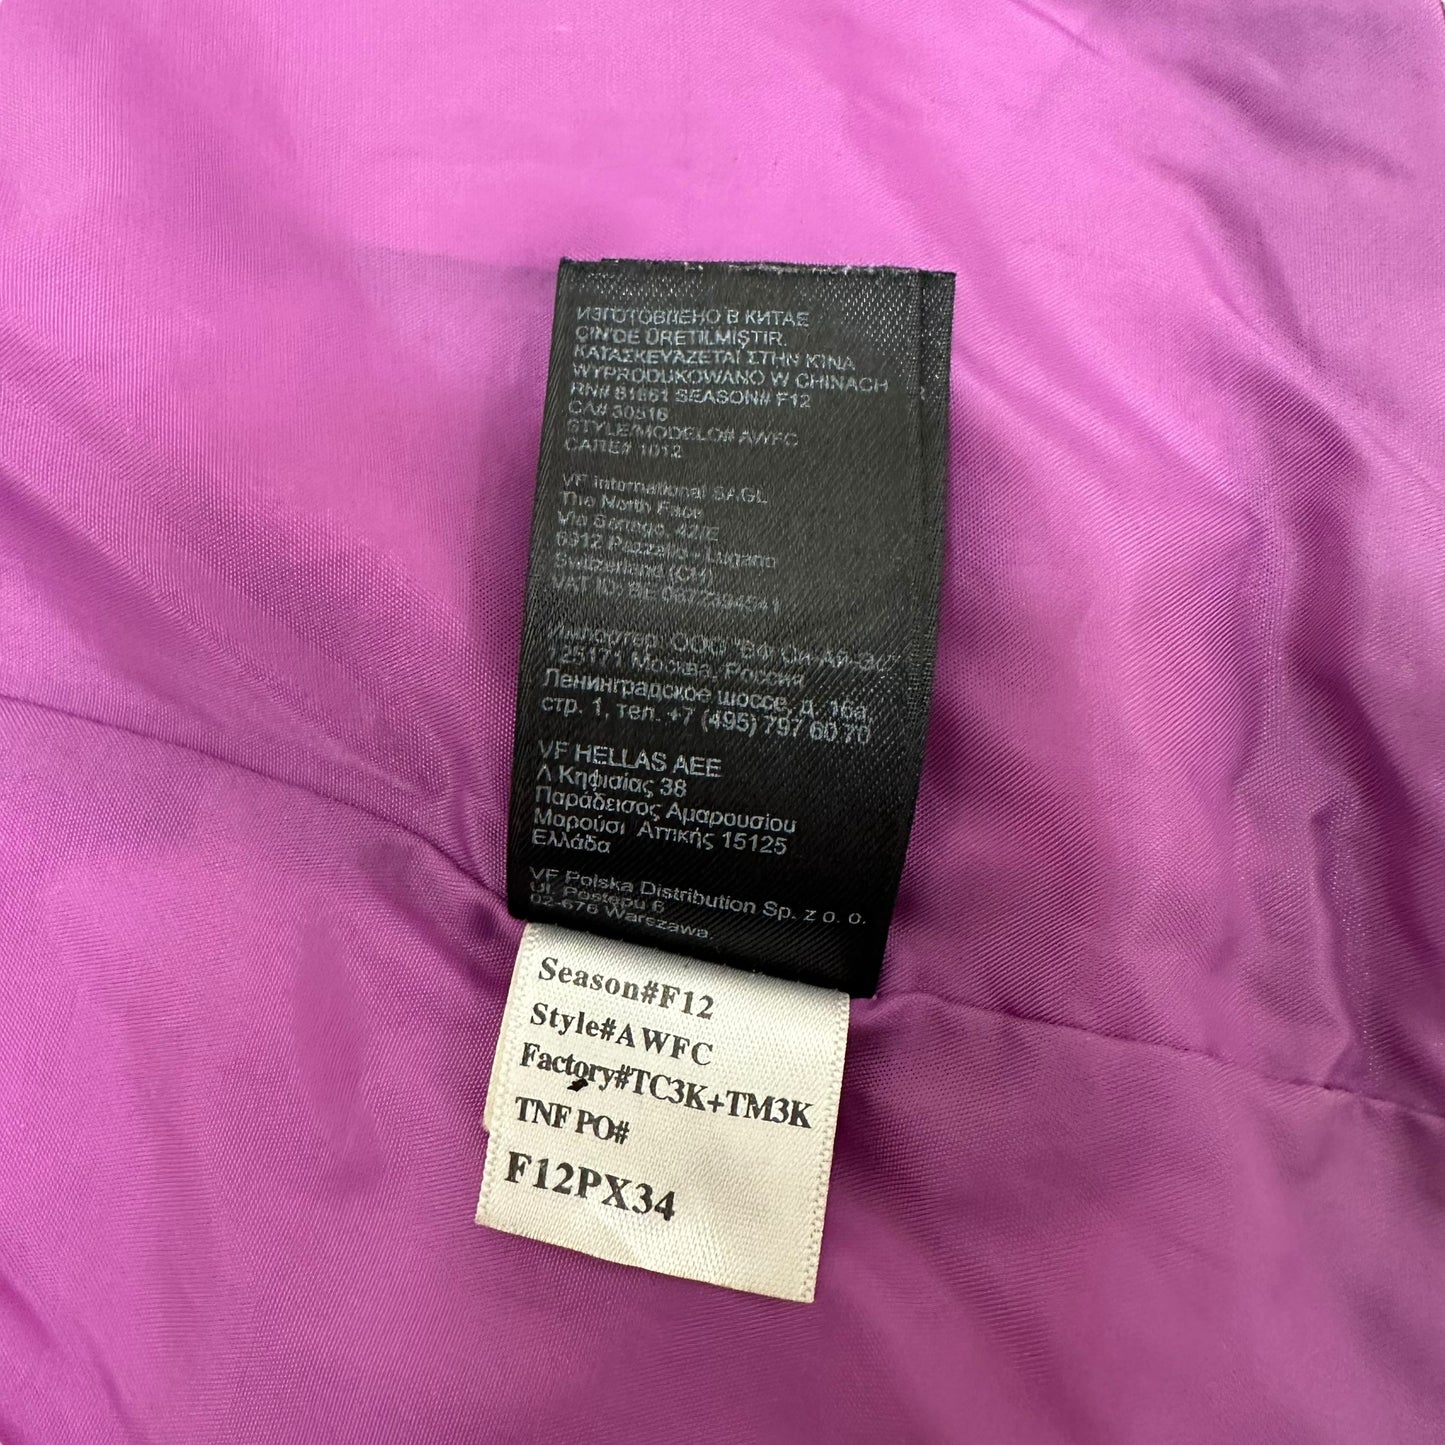 ИЗГОТОВЛЕНО В КИТАЕ
ÇIN'DE ÜRETILMIŞTIR.
ΚΑΤΑΣΚΕΥΑΖΕΤΑΙ ΣΤΗΝ ΚΙΝΑ
WYPRODUKOWANO W CHINACH
RN# 61661 SEASON# F12
CA# 30516
STYLE/MODELO# AWFC
CARE# 1012
VF International SAGL
The North Face
Via Senago, 42/E
6912 Pazzallo - Lugano
Switzerland (CH)
VAT ID: BE
Импортер: ООО "ВФ СИ-АЙ-ЭС"
125171 Москва, Россия
Ленинградское шоссе, д. 16а,
стр. 1, тел. +7 (495) 797 60 70
VF HELLAS AEE
Λ Κηφισίας 38
Παράδεισος Αμαρουσίου
Μαρούσι Αττικής 15125
Ελλάδα
VF Polska Distribution Sp. z o. o.
Ul. Postępu 6
02-676 Warszawa.
Season#F12
Style#AWFC
Factory#TC3K+TM3K
TNF PO#
F12PX34